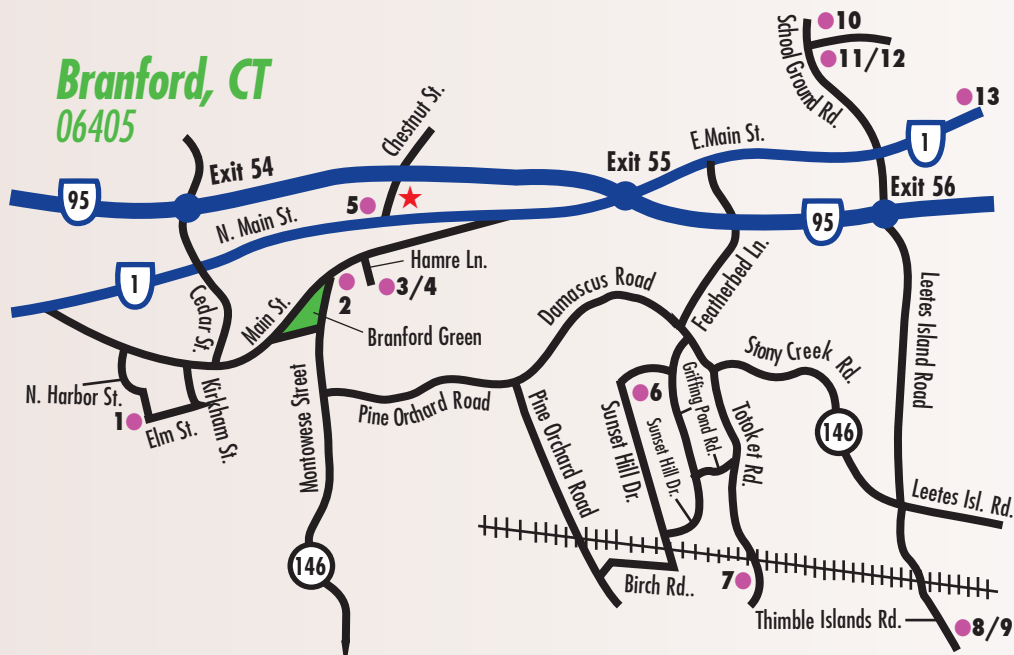 Branford, CT
06405
School Ground Rd.
10
11/12
13
Chestnut St.
E.Main St.
1
Exit 54
Exit 55
Exit 56
95
5
N. Main St.
95
Hamre Ln.
1
2
3/4
Featherbed Ln.
Damascus Road
Cedar St.
Main St.
Branford Green
Stony Creek Rd.
Leetes Island Road
N. Harbor St.
Kirkham St.
1
Elm St.
Montowese Street
Pine Orchard Road
Pine Orchard Road
6
Sunset Hill Dr.
Sunset Hill Dr.
Griffing Pond Rd.
Totoket Rd.
146
Leetes Isl. Rd.
146
Birch Rd..
7
Thimble Islands Rd.
8/9